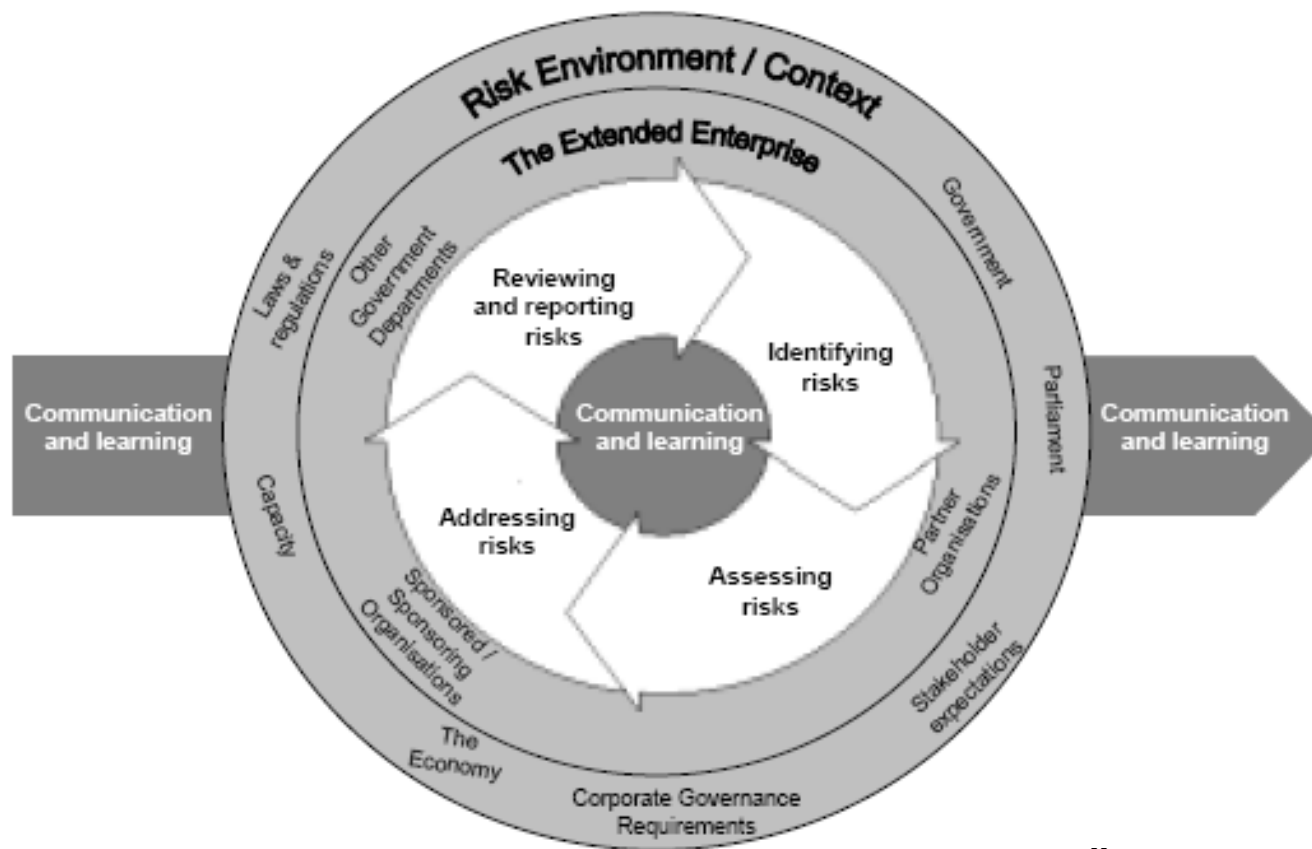 Risk Environment / Context
The Extended Enterprise
Government
Laws &
regulations
Other
Government
Departments
Reviewing
and reporting
risks
Identifying
risks
Parliament
Communication
and learning
Communication
and learning
Communication
and learning
Capacity
Addressing
risks
Assessing
risks
Partner
Organisations
Sponsored /
Sponsoring
Organisations
Stakeholder
expectations
The
Economy
Corporate Governance
Requirements